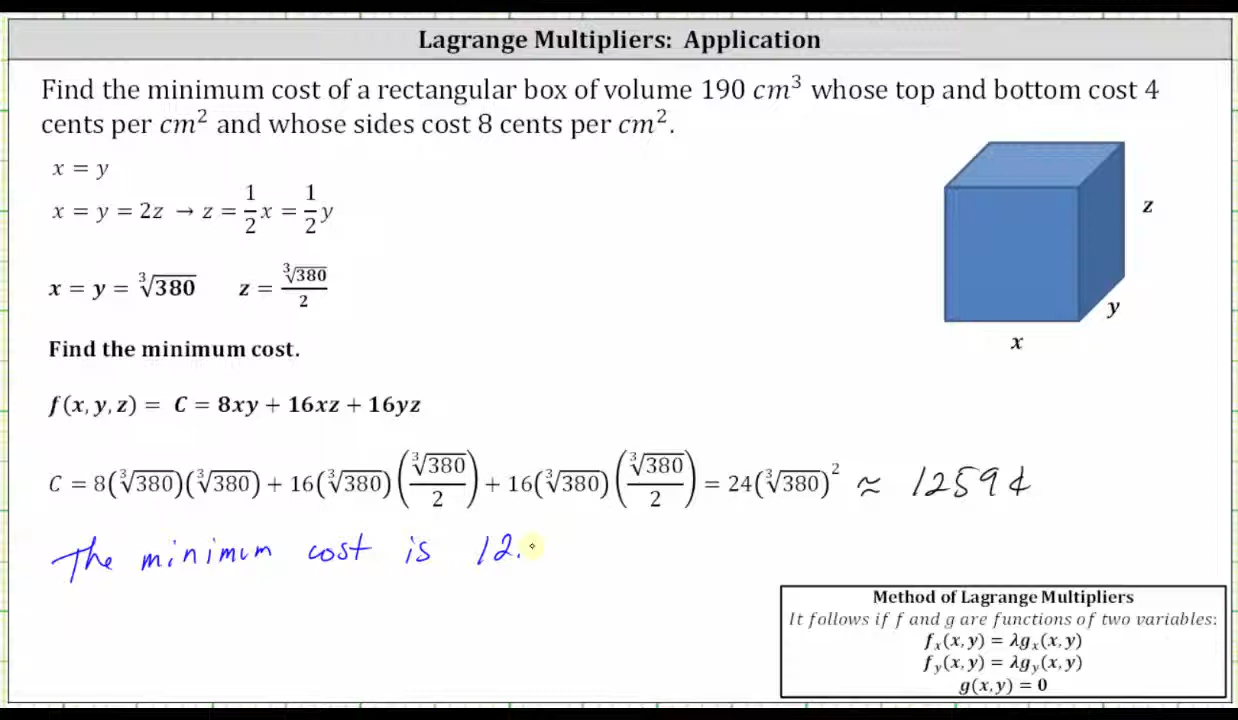 Lagrange Multipliers: Application
Find the minimum cost of a rectangular box of volume 190 cm³ whose top and bottom cost 4
cents per cm² and whose sides cost 8 cents per cm².
x = y
x = y = 2z → z = 1/2 x = 1/2 y
x = y = ∛380 z = ∛380/2
Find the minimum cost.
f(x, y, z) = C = 8xy + 16xz + 16yz
C = 8(∛380)(∛380) + 16(∛380)(∛380/2) + 16(∛380)(∛380/2) = 24(∛380)² ≈ 1259¢
The minimum cost is 12.
z
y
x
Method of Lagrange Multipliers
It follows if f and g are functions of two variables:
fₓ(x, y) = λgₓ(x, y)
f_y(x, y) = λg_y(x, y)
g(x, y) = 0